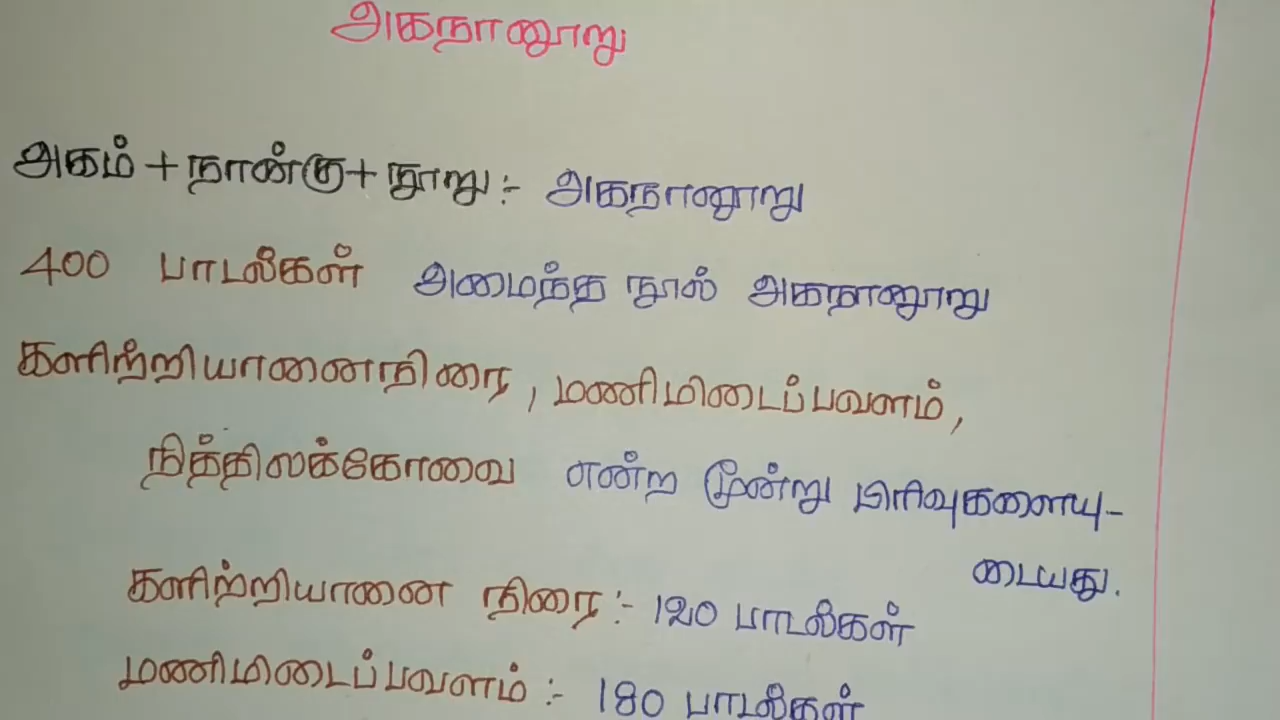 அகநானூறு
அகம் + நான்கு + நூறு :- அகநானூறு
400 பாடல்கள் அமைந்த நூல் அகநானூறு
களிற்றியானைநிரை, மணிமிடைப்பவளம்,
நித்திலக்கோவை என்ற மூன்று பிரிவுகளையு-
டையது.
களிற்றியானை நிரை :- 120 பாடல்கள்
மணிமிடைப்பவளம் :- 180 பாடல்கள்